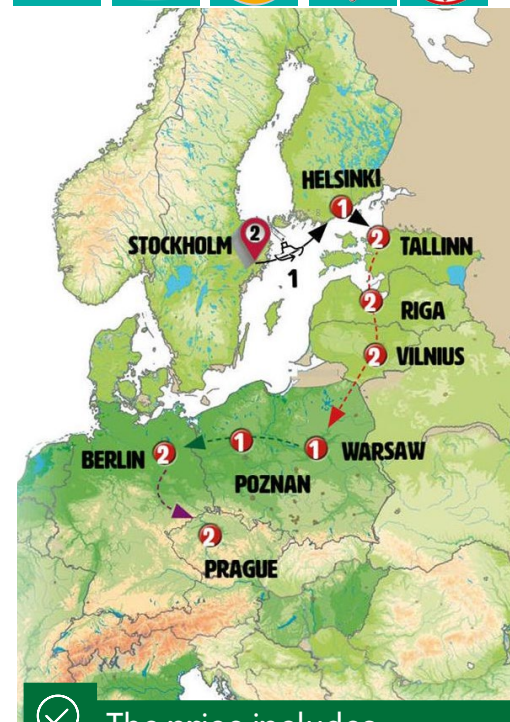 HELSINKI
1
STOCKHOLM
2
1
2
TALLINN
2
RIGA
2
VILNIUS
BERLIN
2
1
1
WARSAW
POZNAN
2
PRAGUE
The price includes